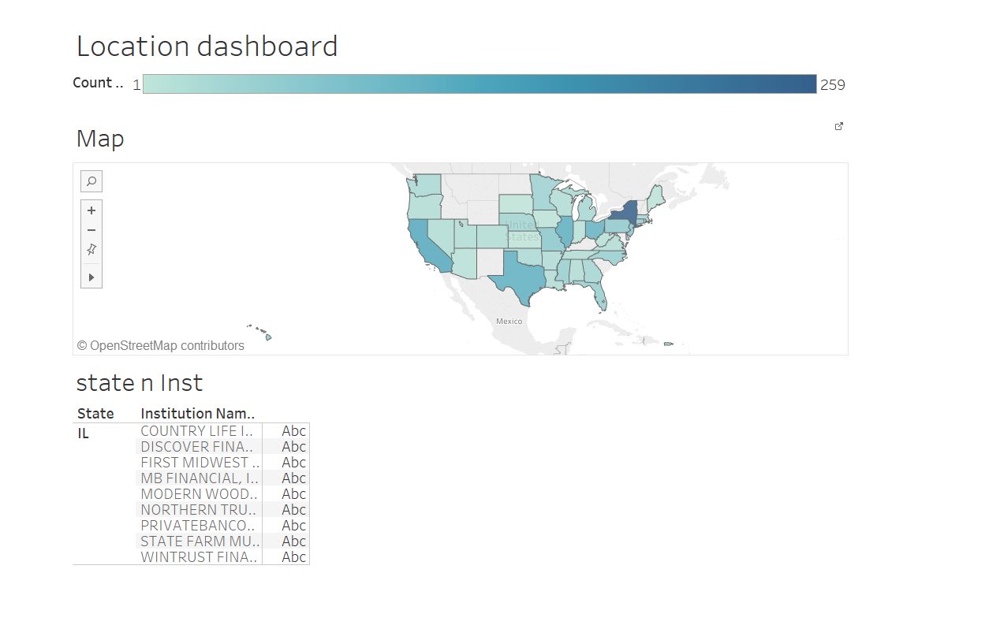 Location dashboard
Count ..
1
259
Map
United
States
Mexico
© OpenStreetMap contributors
state n Inst
State Institution Nam..
IL COUNTRY LIFE I.. Abc
DISCOVER FINA.. Abc
FIRST MIDWEST .. Abc
MB FINANCIAL, I.. Abc
MODERN WOOD.. Abc
NORTHERN TRU.. Abc
PRIVATEBANCO.. Abc
STATE FARM MU.. Abc
WINTRUST FINA.. Abc